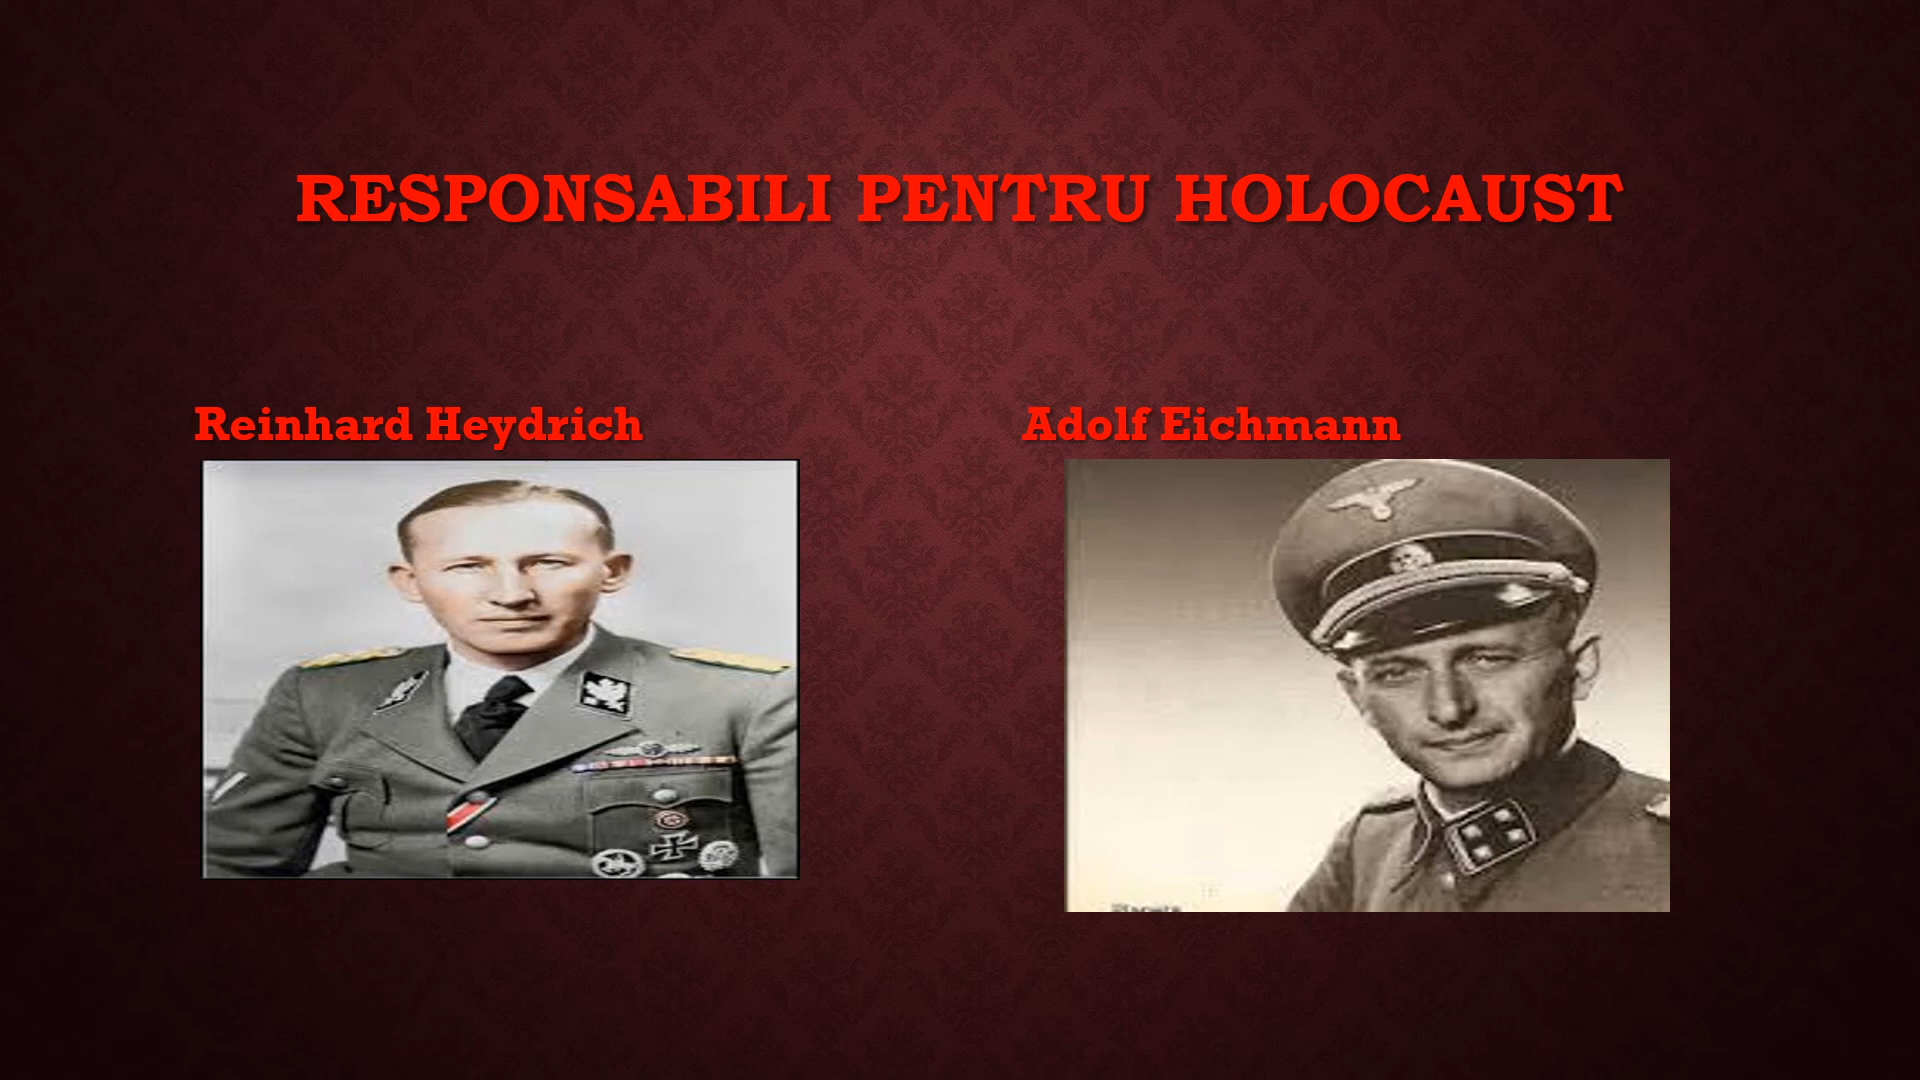 RESPONSABILI PENTRU HOLOCAUST
Reinhard Heydrich
Adolf Eichmann